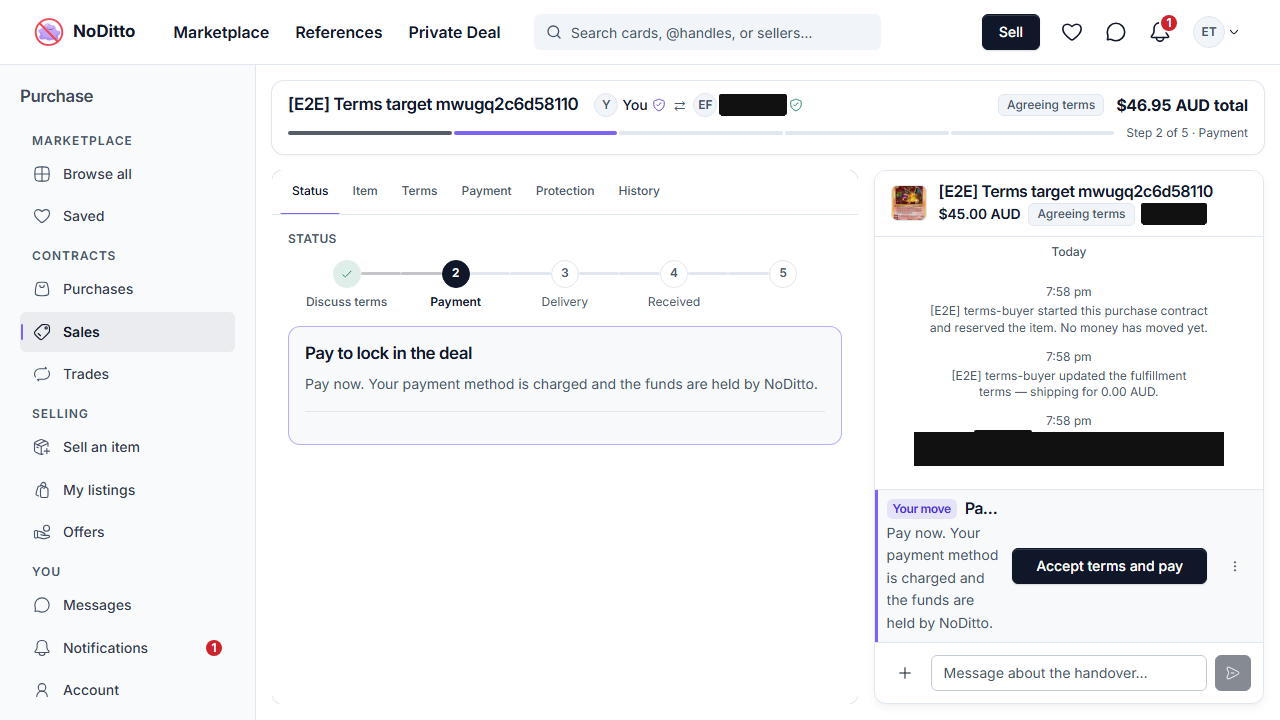 NoDitto
Marketplace
References
Private Deal
Search cards, @handles, or sellers...
Sell
1
ET
Purchase
MARKETPLACE
Browse all
Saved
CONTRACTS
Purchases
Sales
Trades
SELLING
Sell an item
My listings
Offers
YOU
Messages
Notifications
1
Account
[E2E] Terms target mwugq2c6d58110
Y
You
EF
Agreeing terms
$46.95 AUD total
Step 2 of 5 · Payment
Status
Item
Terms
Payment
Protection
History
STATUS
2
3
4
5
Discuss terms
Payment
Delivery
Received
Pay to lock in the deal
Pay now. Your payment method is charged and the funds are held by NoDitto.
[E2E] Terms target mwugq2c6d58110
$45.00 AUD
Agreeing terms
Today
7:58 pm
[E2E] terms-buyer started this purchase contract
and reserved the item. No money has moved yet.
7:58 pm
[E2E] terms-buyer updated the fulfillment
terms — shipping for 0.00 AUD.
7:58 pm
Your move
Pa...
Pay now. Your
payment method
is charged and
the funds are
held by NoDitto.
Accept terms and pay
Message about the handover...